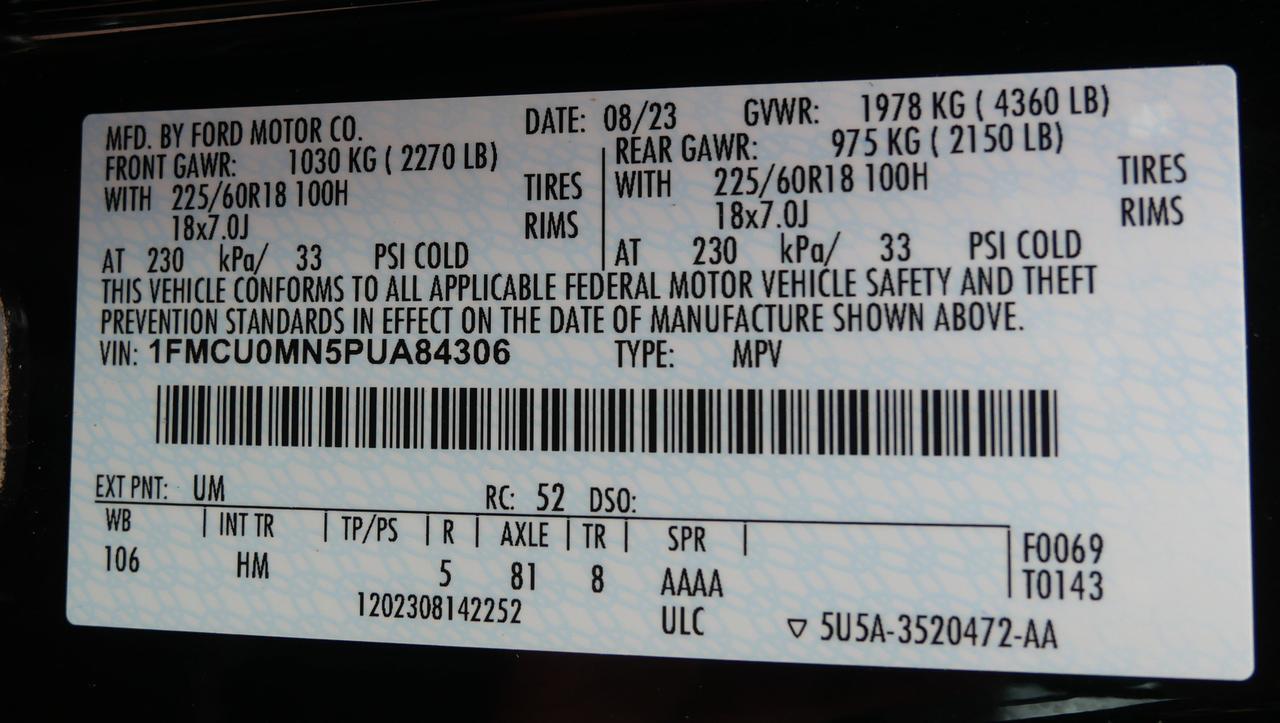 MFD. BY FORD MOTOR CO. DATE: 08/23 GVWR: 1978 KG ( 4360 LB)
FRONT GAWR: 1030 KG ( 2270 LB) REAR GAWR: 975 KG ( 2150 LB)
WITH 225/60R18 100H TIRES WITH 225/60R18 100H TIRES
18x7.0J RIMS 18x7.0J RIMS
AT 230 kPa/ 33 PSI COLD AT 230 kPa/ 33 PSI COLD
THIS VEHICLE CONFORMS TO ALL APPLICABLE FEDERAL MOTOR VEHICLE SAFETY AND THEFT
PREVENTION STANDARDS IN EFFECT ON THE DATE OF MANUFACTURE SHOWN ABOVE.
VIN: 1FMCU0MN5PUA84306 TYPE: MPV
EXT PNT: UM RC: 52 DSO:
WB | INT TR | TP/PS | R | AXLE | TR | SPR | F0069
106 HM 5 81 8 AAAA T0143
1202308142252 ULC ▽ 5U5A-3520472-AA